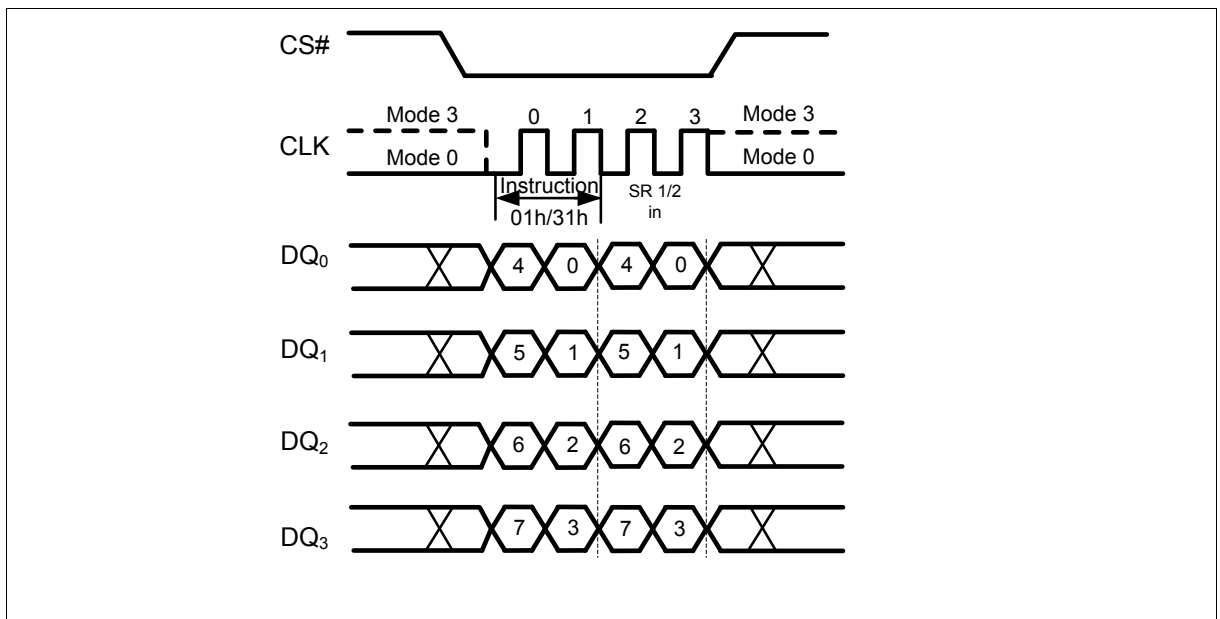 CS#
Mode 3 0 1 2 3 Mode 3
CLK
Mode 0 Mode 0
Instruction SR 1/2
01h/31h in
DQ0 4 0 4 0
DQ1 5 1 5 1
DQ2 6 2 6 2
DQ3 7 3 7 3